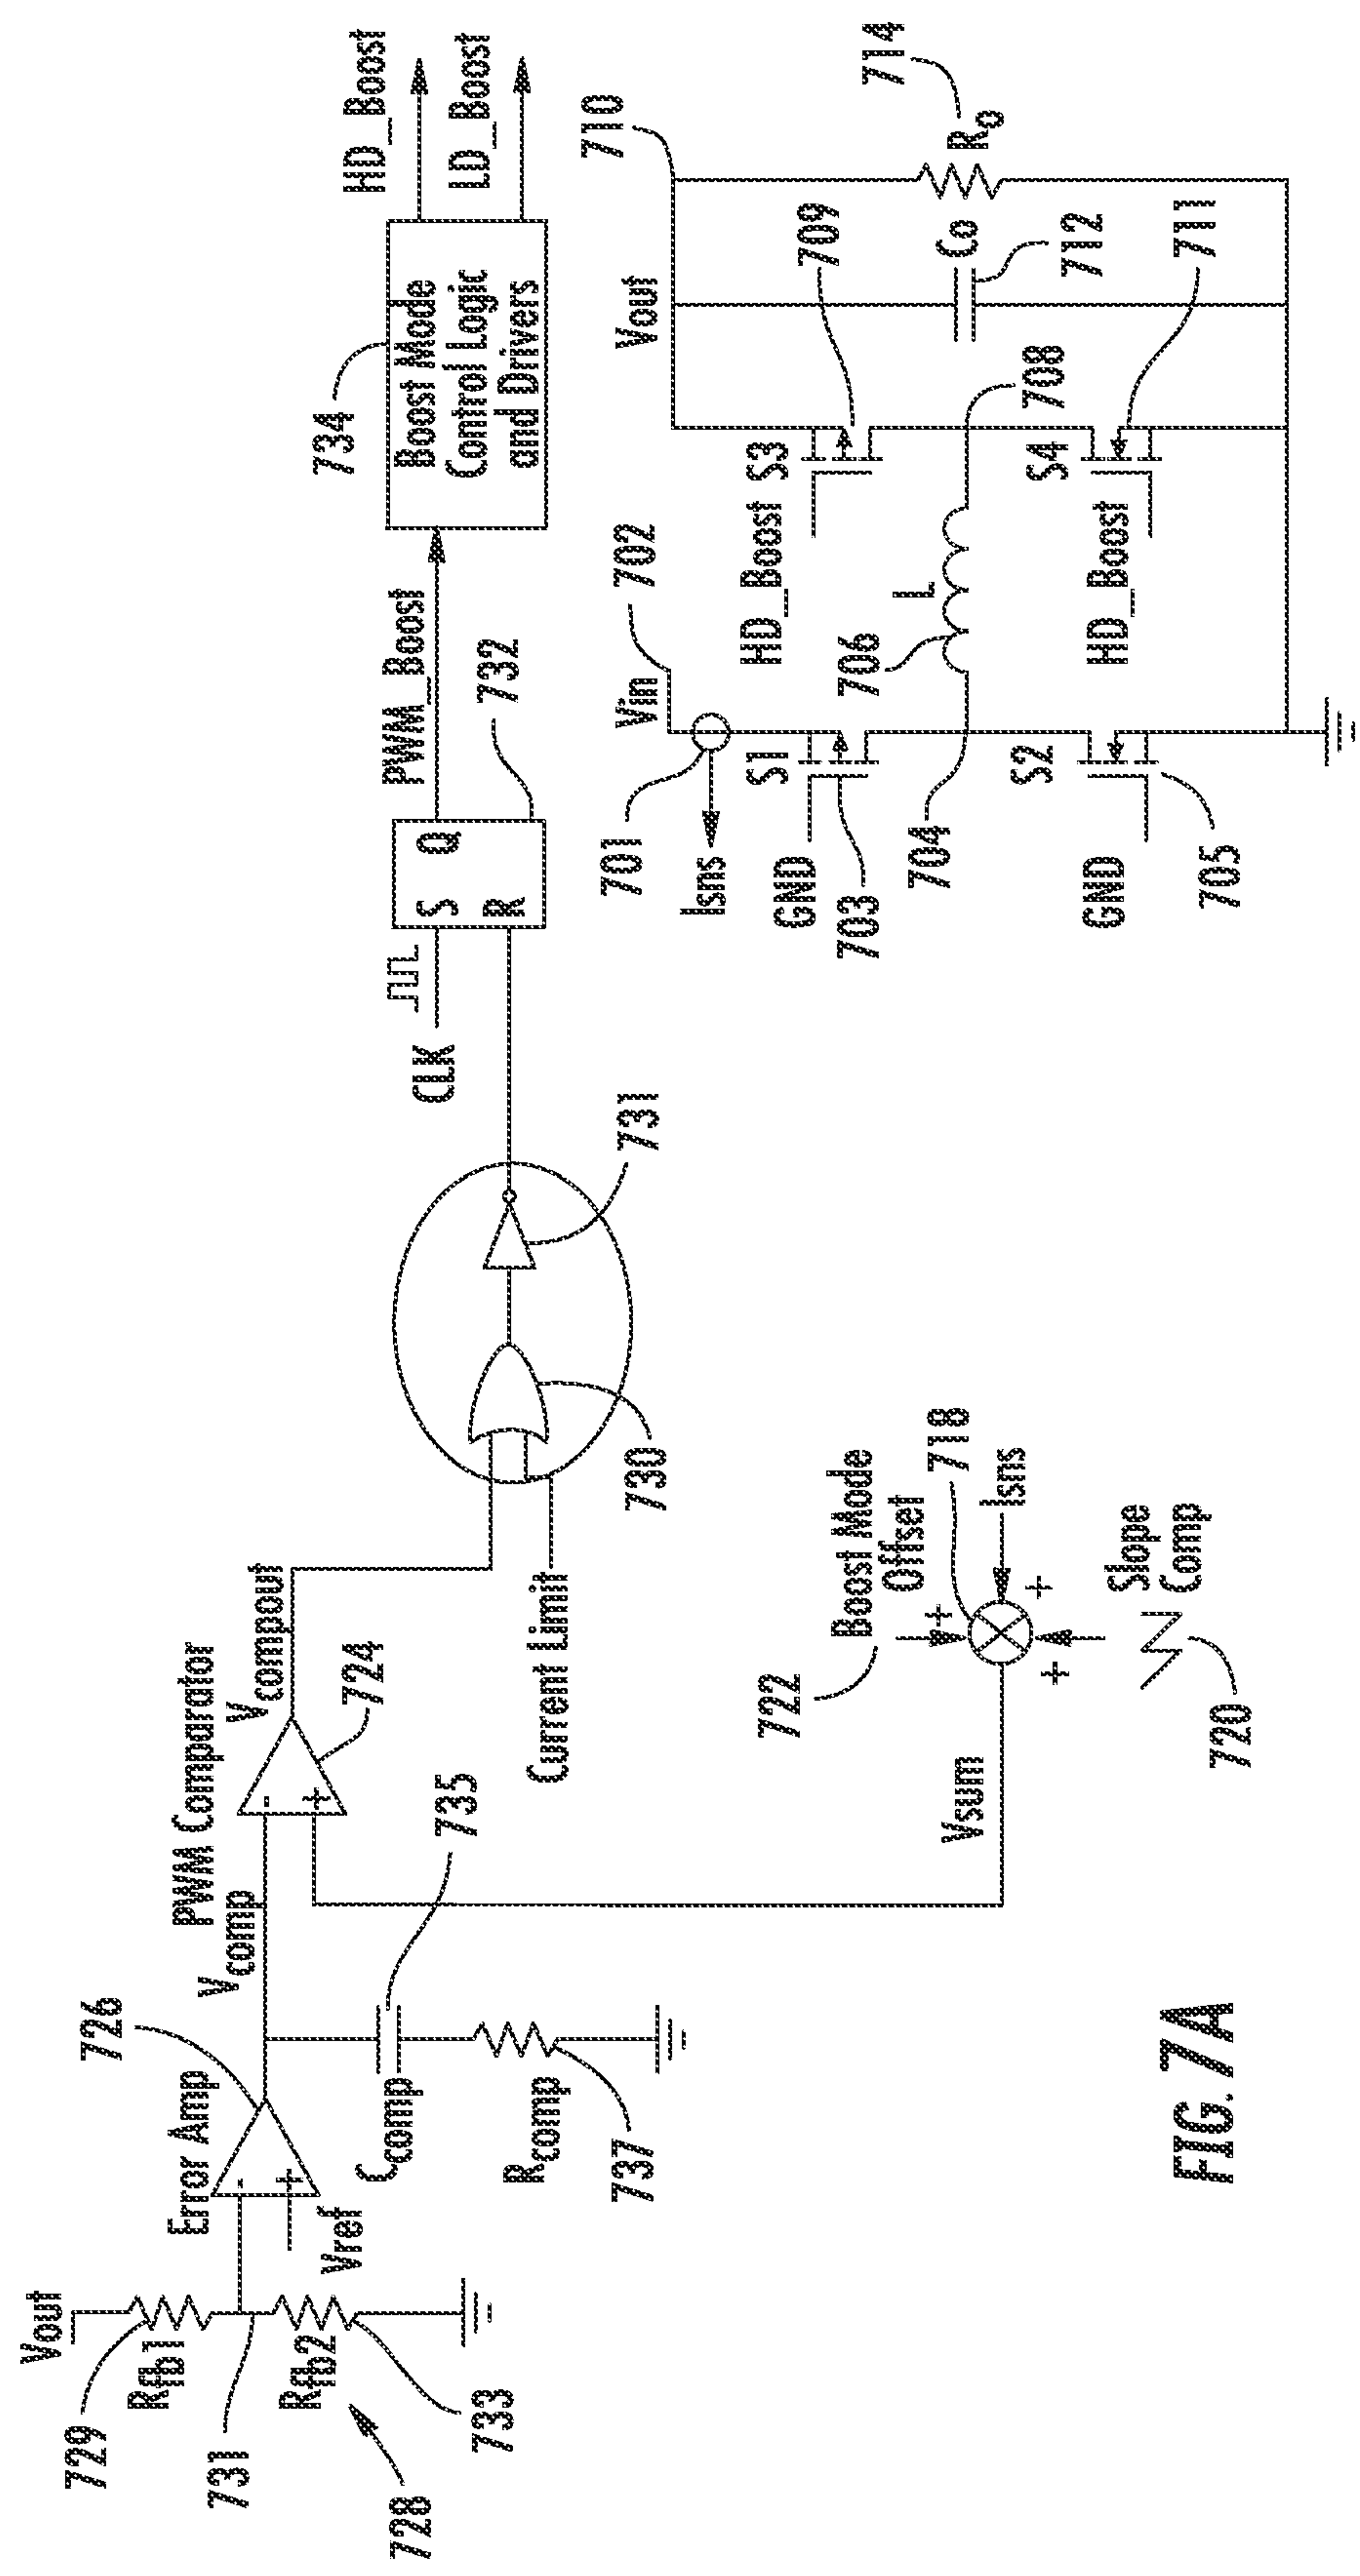 Vout
729
Rfb1
731
Rfb2
733
728
Error Amp
726
-
+
Vref
Vcomp
Ccomp
735
Rcomp
737
PWM Comparator
-
+
724
Vcompout
Current Limit
730
731
CLK
S Q
R
732
PWM_Boost
734
Boost Mode
Control Logic
and Drivers
HD_Boost
LD_Boost
Vsum
722
Boost Mode
Offset
718
Isns
+
+
+
Slope
Comp
720
701
Vin
702
Isns
GND
S1
703
704
L
706
708
GND
S2
705
HD_Boost
S3
709
HD_Boost
S4
711
Vout
710
Co
712
Ro
714
FIG. 7A